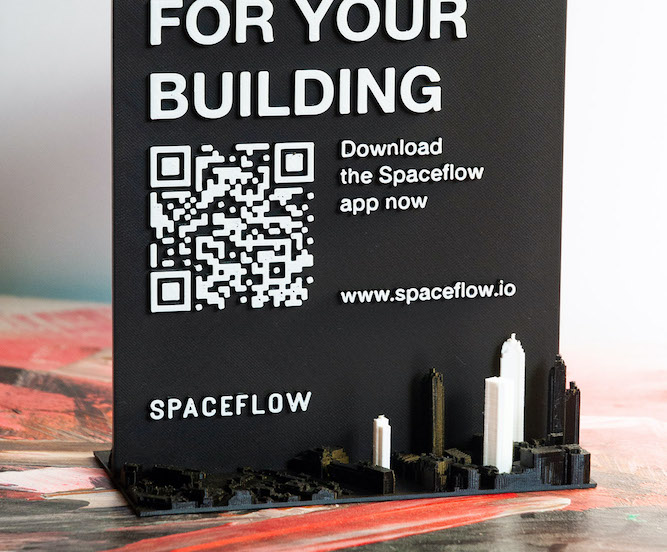 FOR YOUR
BUILDING
Download
the Spaceflow
app now
www.spaceflow.io
SPACEFLOW